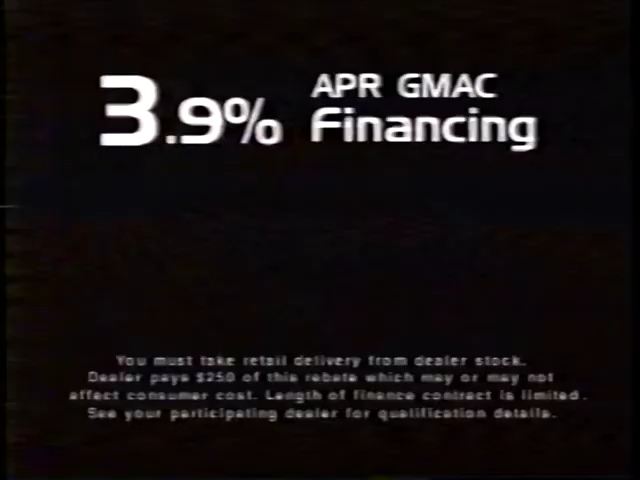 3.9% APR GMAC
Financing
You must take retail delivery from dealer stock.
Dealer pays $250 of this rebate which may or may not
affect consumer cost. Length of finance contract is limited.
See your participating dealer for qualification details.